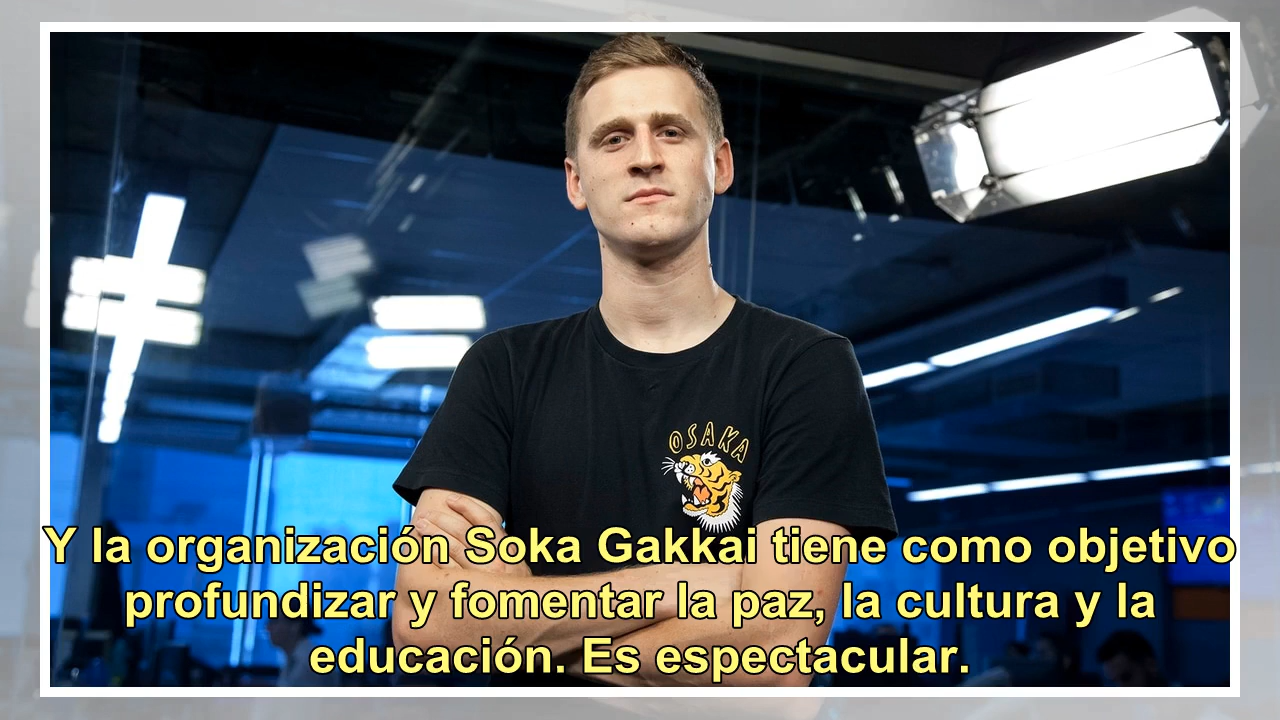 OSAKA
Y la organización Soka Gakkai tiene como objetivo
profundizar y fomentar la paz, la cultura y la
educación. Es espectacular.